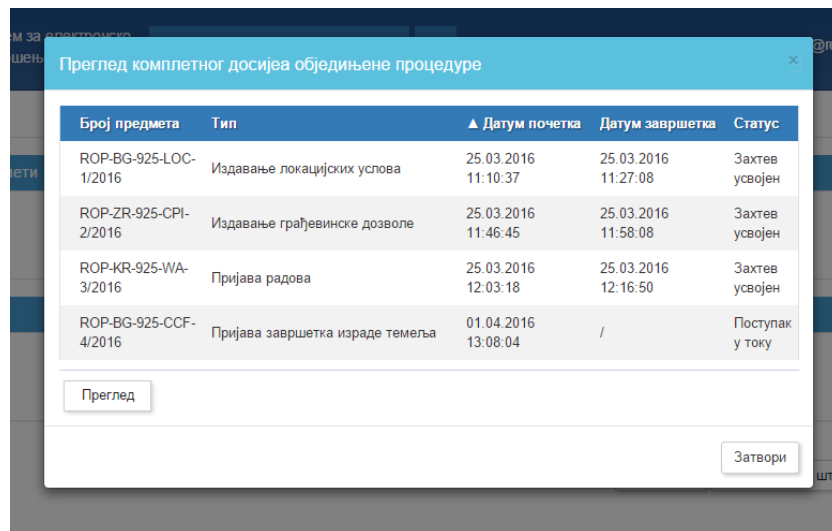 ем за електронско
@re
Преглед комплетног досијеа обједињене процедуре ×
Број предмета Тип ▲ Датум почетка Датум завршетка Статус
ROP-BG-925-LOC- Издавање локацијских услова 25.03.2016 25.03.2016 Захтев
1/2016 11:10:37 11:27:08 усвојен
ROP-ZR-925-CPI- Издавање грађевинске дозволе 25.03.2016 25.03.2016 Захтев
2/2016 11:46:45 11:58:08 усвојен
ROP-KR-925-WA- Пријава радова 25.03.2016 25.03.2016 Захтев
3/2016 12:03:18 12:16:50 усвојен
ROP-BG-925-CCF- Пријава завршетка израде темеља 01.04.2016 / Поступак
4/2016 13:08:04 у току
Преглед
Затвори